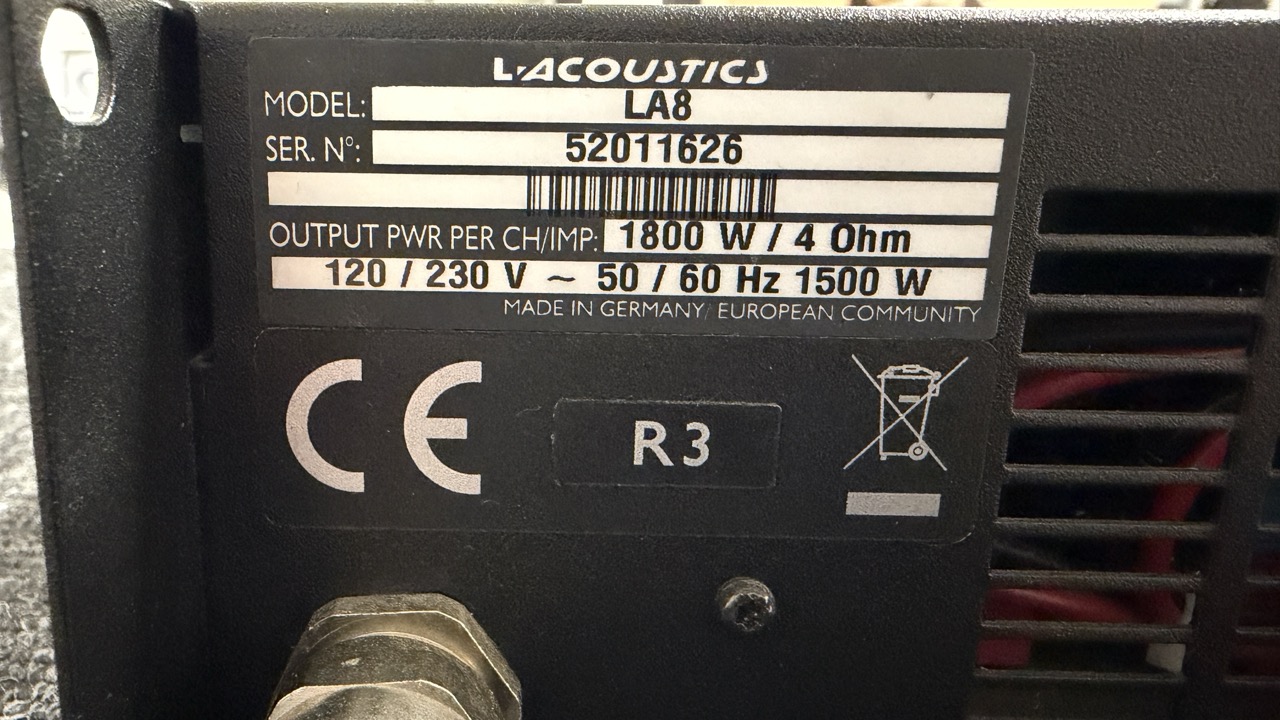 L-ACOUSTICS
MODEL: LA8
SER. N°: 52011626
OUTPUT PWR PER CH/IMP: 1800 W / 4 Ohm
120 / 230 V ~ 50 / 60 Hz 1500 W
MADE IN GERMANY/ EUROPEAN COMMUNITY
CE
R3